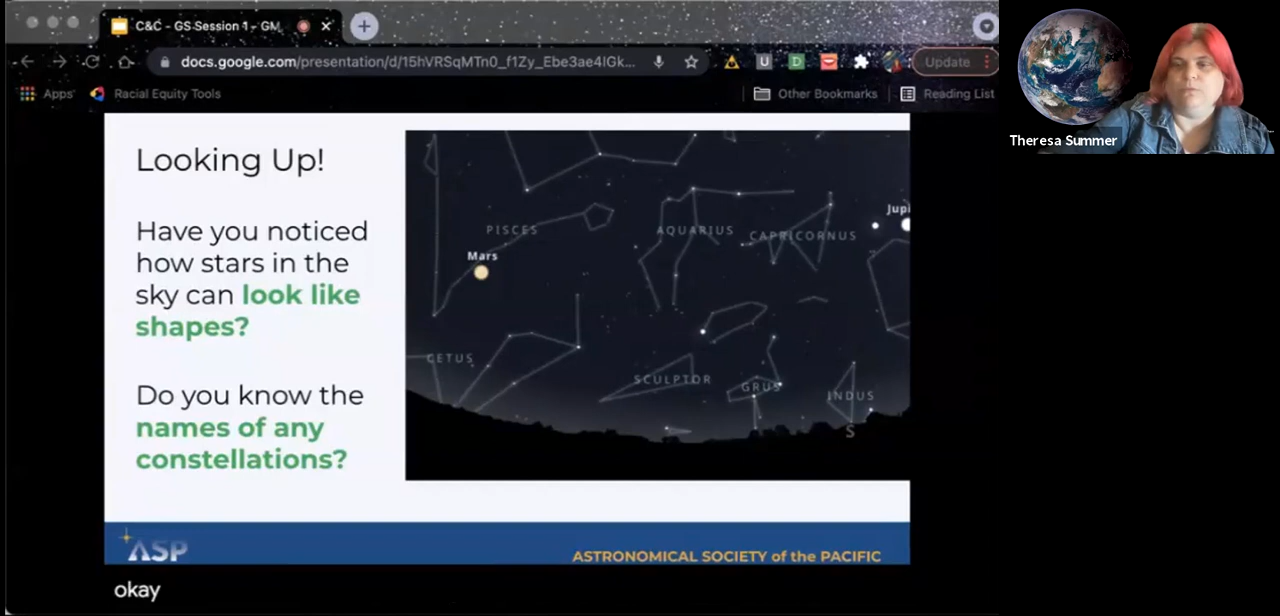 C&C - GS Session 1 - GM
docs.google.com/presentation/d/15hVRSqMTn0_f1Zy_Ebe3ae4IGk...
Update
Apps
Racial Equity Tools
Other Bookmarks
Reading List
Theresa Summer
Looking Up!
Have you noticed
how stars in the
sky can look like
shapes?
Do you know the
names of any
constellations?
PISCES
AQUARIUS
CAPRICORNUS
Jupi
Mars
CETUS
SCULPTOR
GRUS
INDUS
S
ASP
ASTRONOMICAL SOCIETY of the PACIFIC
okay